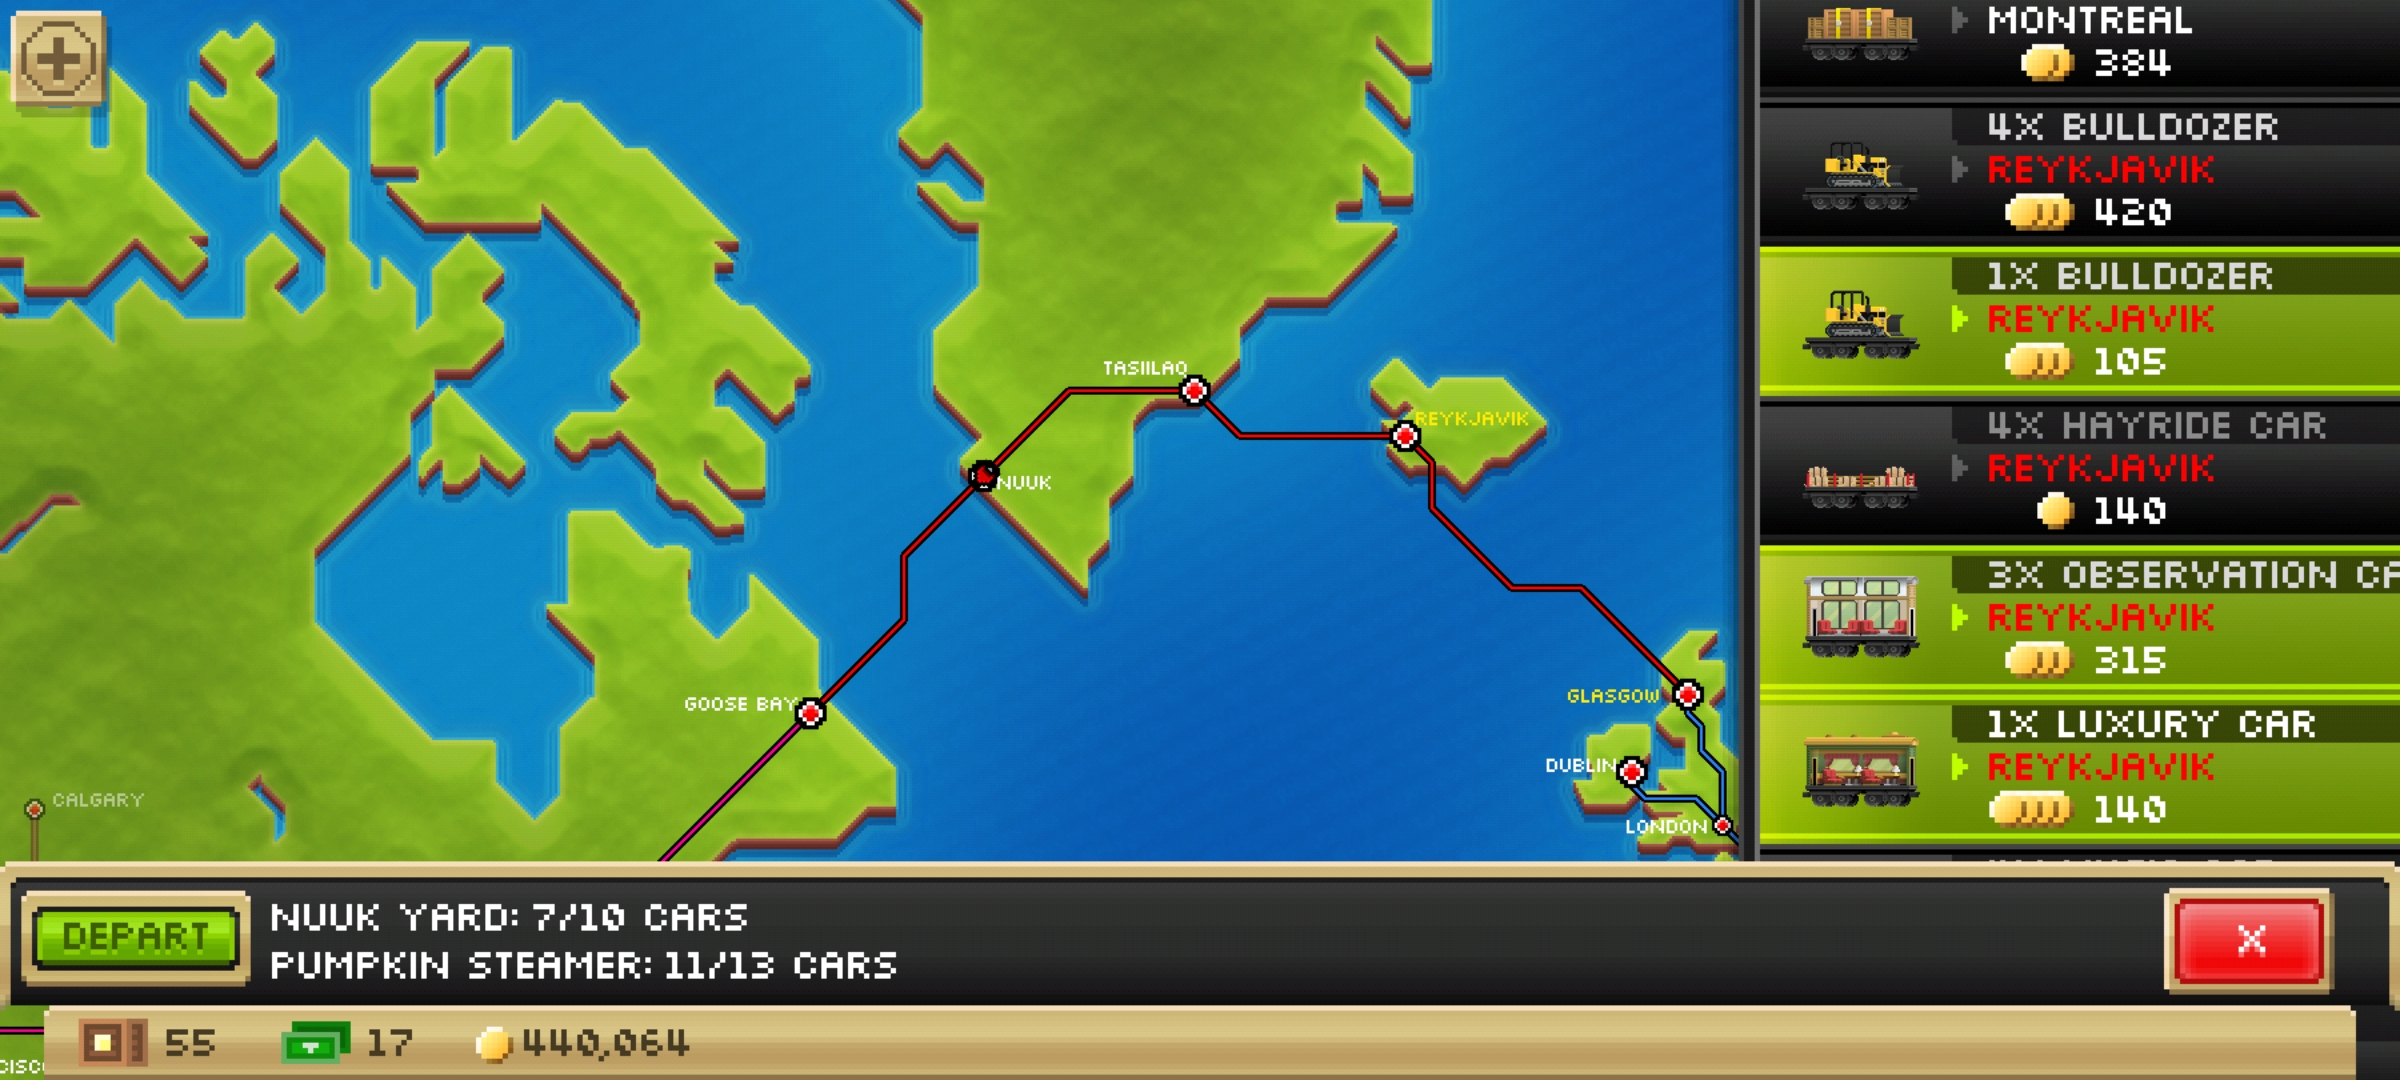 MONTREAL
384
4X BULLDOZER
REYKJAVIK
420
1X BULLDOZER
REYKJAVIK
105
4X HAYRIDE CAR
REYKJAVIK
140
3X OBSERVATION CA
REYKJAVIK
315
1X LUXURY CAR
REYKJAVIK
140
TASIILAQ
REYKJAVIK
NUUK
GOOSE BAY
GLASGOW
DUBLIN
LONDON
CALGARY
DEPART
NUUK YARD: 7/10 CARS
PUMPKIN STEAMER: 11/13 CARS
X
55
17
440,064
DISCO